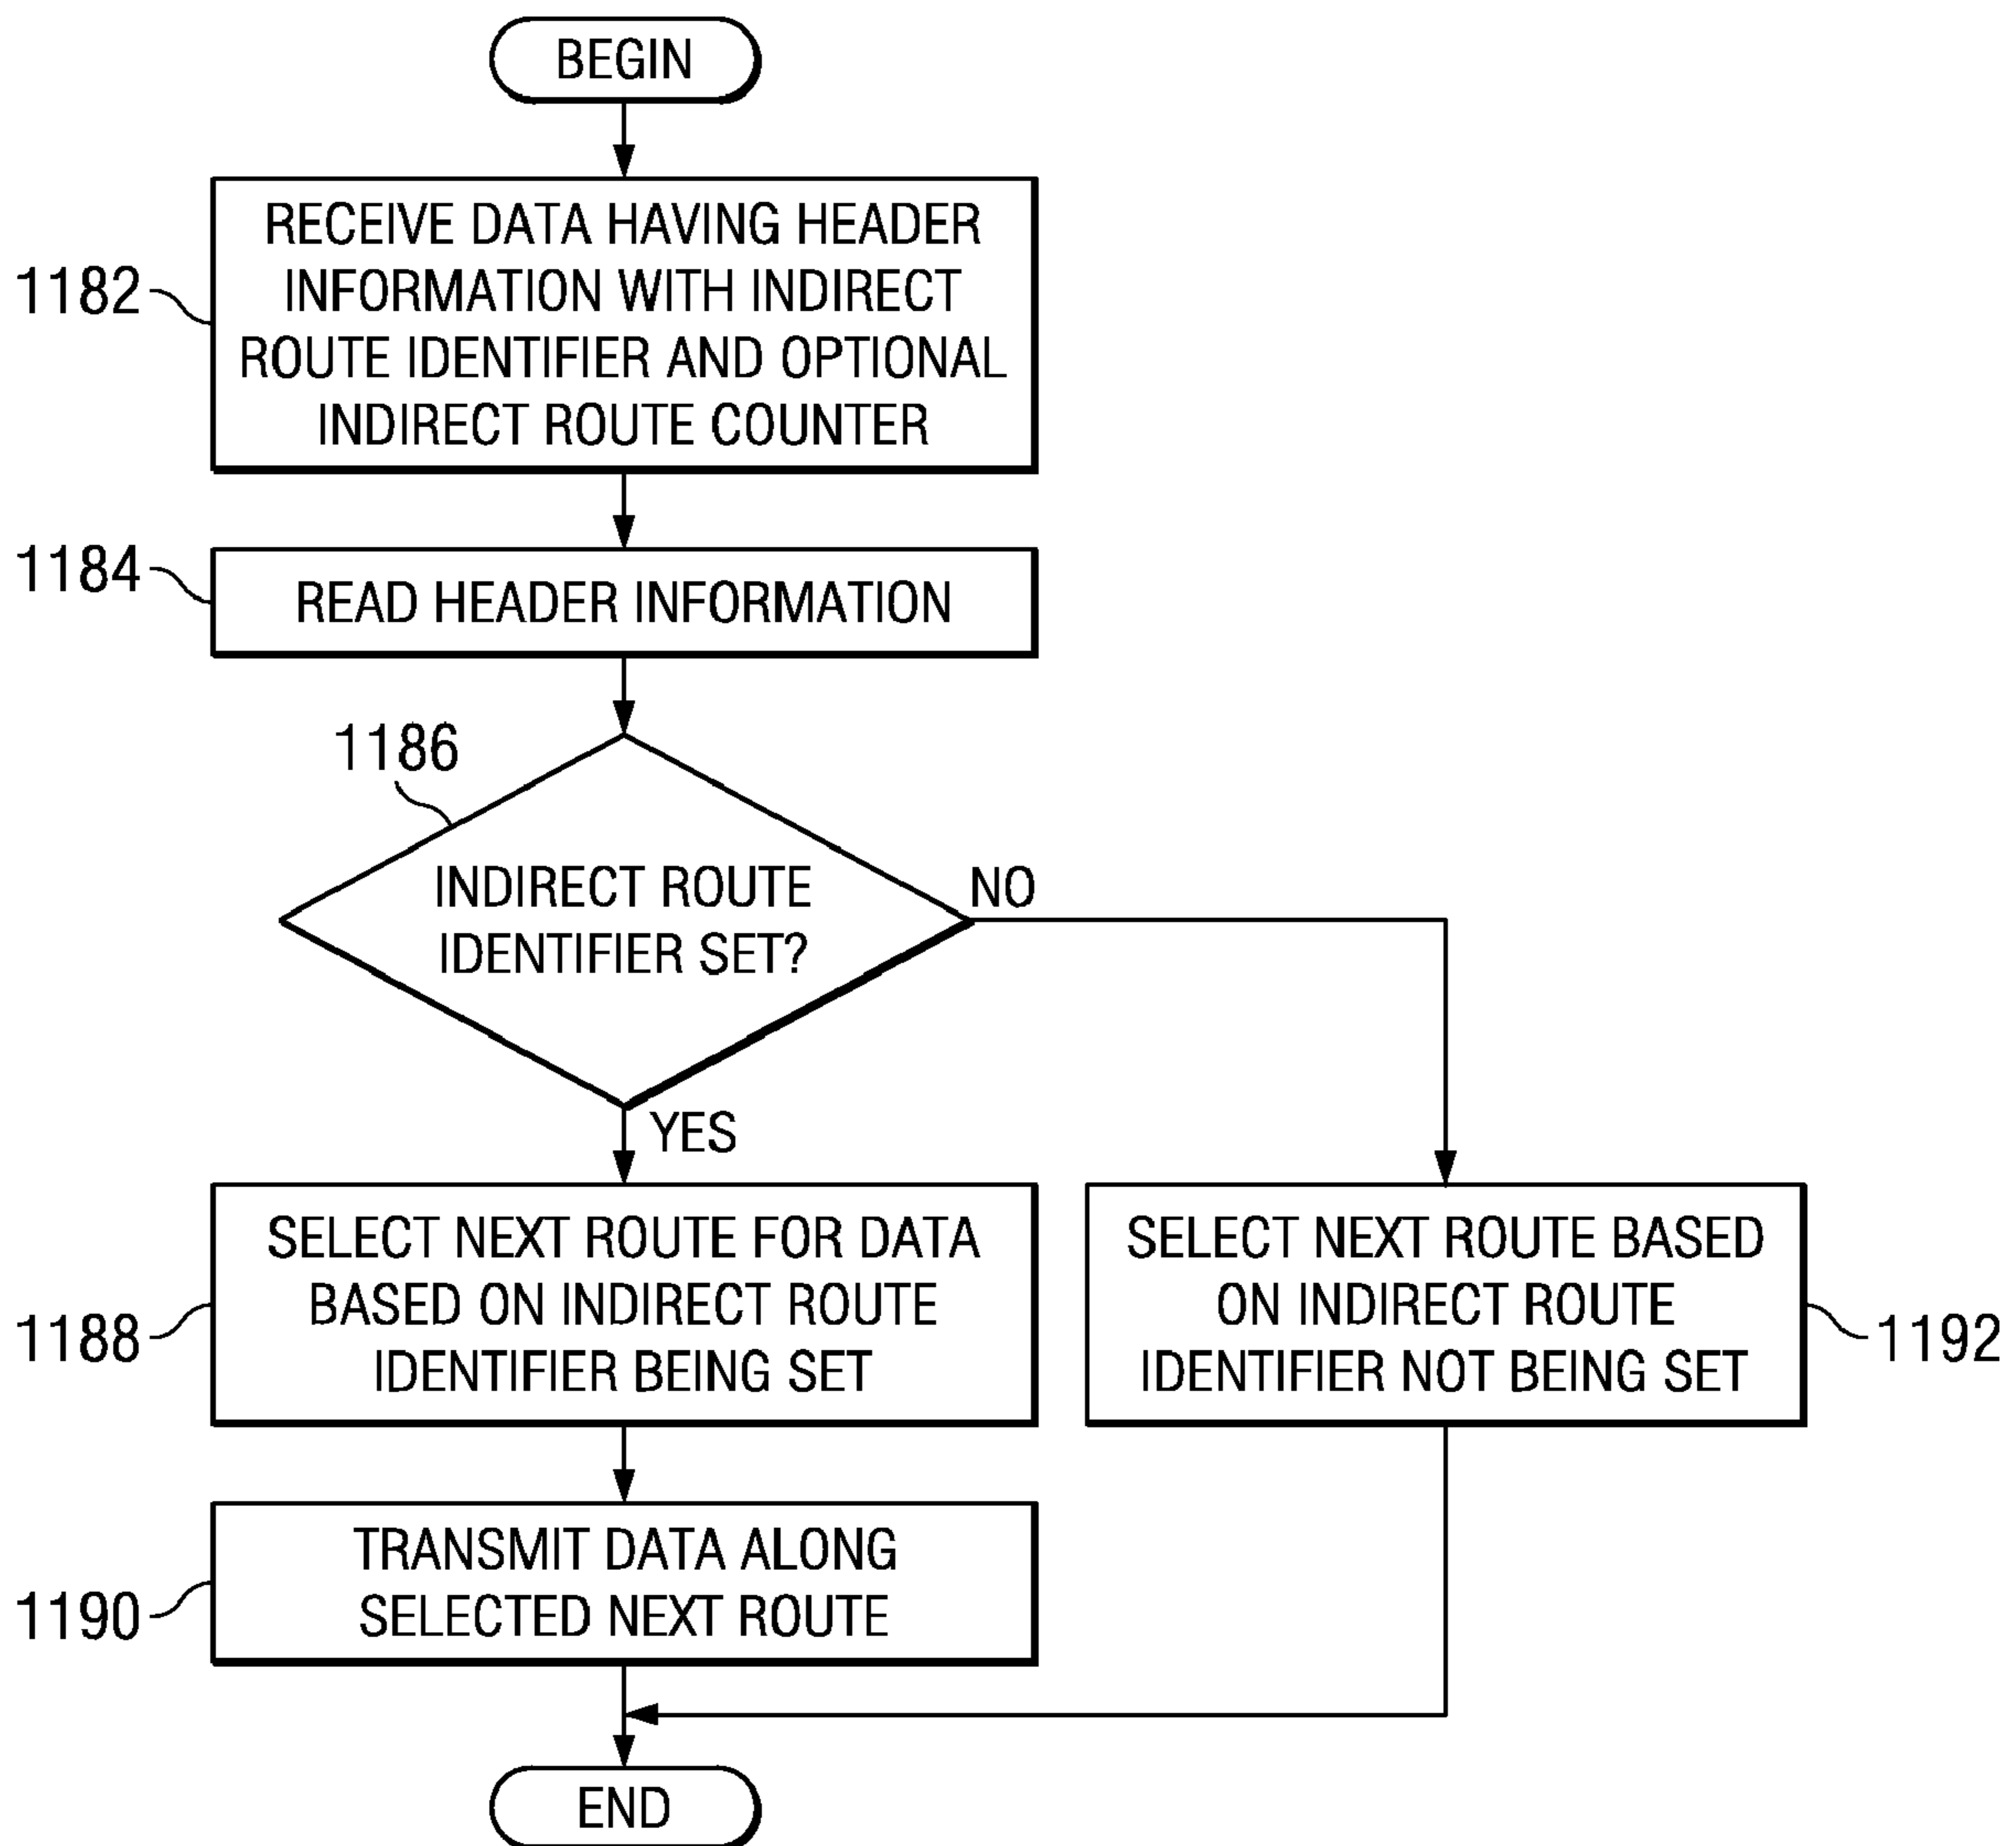 BEGIN
1182
RECEIVE DATA HAVING HEADER
INFORMATION WITH INDIRECT
ROUTE IDENTIFIER AND OPTIONAL
INDIRECT ROUTE COUNTER
1184
READ HEADER INFORMATION
1186
INDIRECT ROUTE
IDENTIFIER SET?
NO
YES
1188
SELECT NEXT ROUTE FOR DATA
BASED ON INDIRECT ROUTE
IDENTIFIER BEING SET
SELECT NEXT ROUTE BASED
ON INDIRECT ROUTE
IDENTIFIER NOT BEING SET
1192
1190
TRANSMIT DATA ALONG
SELECTED NEXT ROUTE
END